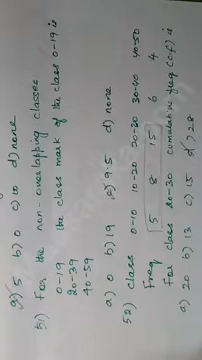 a) 5 b) 0 c) 10 d) none
51) For the non-overlapping classes
0-19 the class mark of the class 0-19 is
20-39
40-59
a) 0 b) 19 c) 9.5 d) none
52) class 0-10 10-20 20-30 30-40 40-50
Freq 5 8 15 6 4
For class 20-30 cumulative freq (c.f) is
a) 20 b) 13 c) 15 d) 28